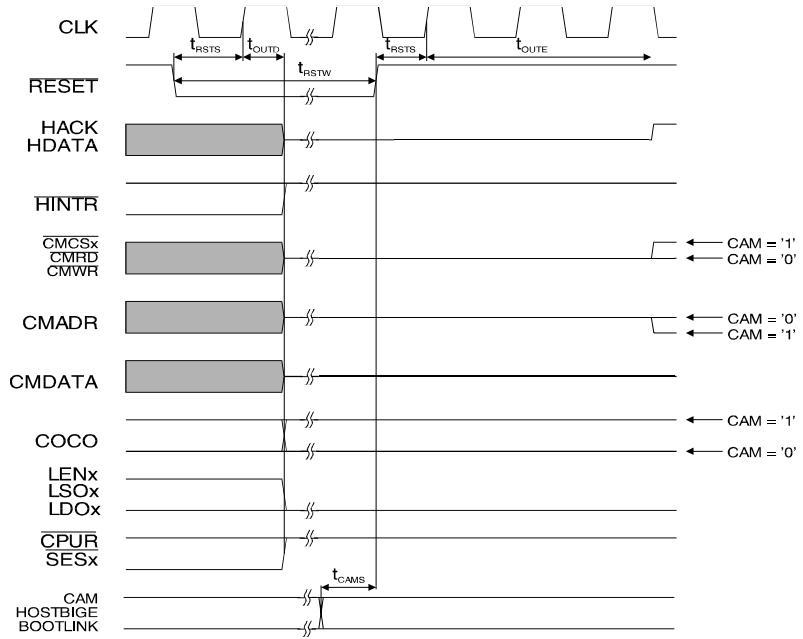 CLK
tRSTS
tOUTD
tRSTW
tRSTS
tOUTE
RESET
HACK
HDATA
HINTR
CMCSx
CMRD
CMWR
CAM = '1'
CAM = '0'
CMADR
CAM = '0'
CAM = '1'
CMDATA
COCO
CAM = '1'
CAM = '0'
LENx
LSOx
LDOx
CPUR
SESx
tCAMS
CAM
HOSTBIGE
BOOTLINK